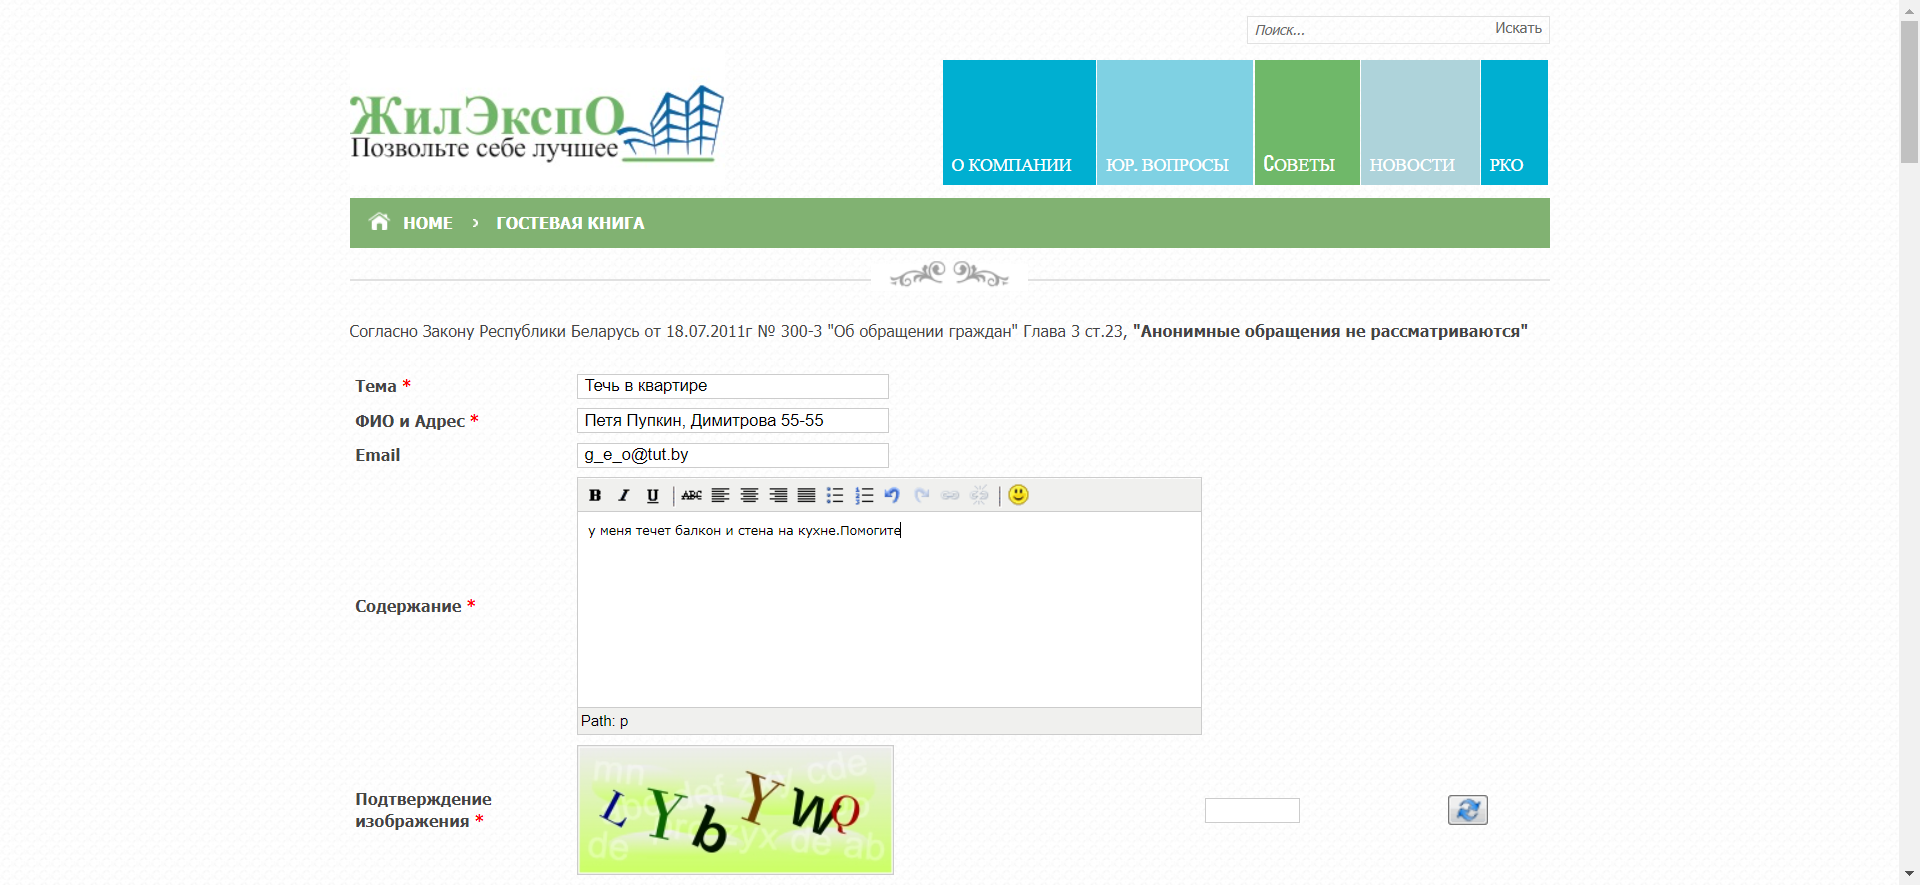 Поиск...
Искать
ЖилЭкспО
Позвольте себе лучшее
О КОМПАНИИ
ЮР. ВОПРОСЫ
СОВЕТЫ
НОВОСТИ
РКО
HOME › ГОСТЕВАЯ КНИГА
Согласно Закону Республики Беларусь от 18.07.2011г № 300-3 "Об обращении граждан" Глава 3 ст.23, "Анонимные обращения не рассматриваются"
Тема *
Течь в квартире
ФИО и Адрес *
Петя Пупкин, Димитрова 55-55
Email
g_e_o@tut.by
B I U ABC
у меня течет балкон и стена на кухне.Помогите
Содержание *
Path: p
Подтверждение
изображения *
LYbYWQ